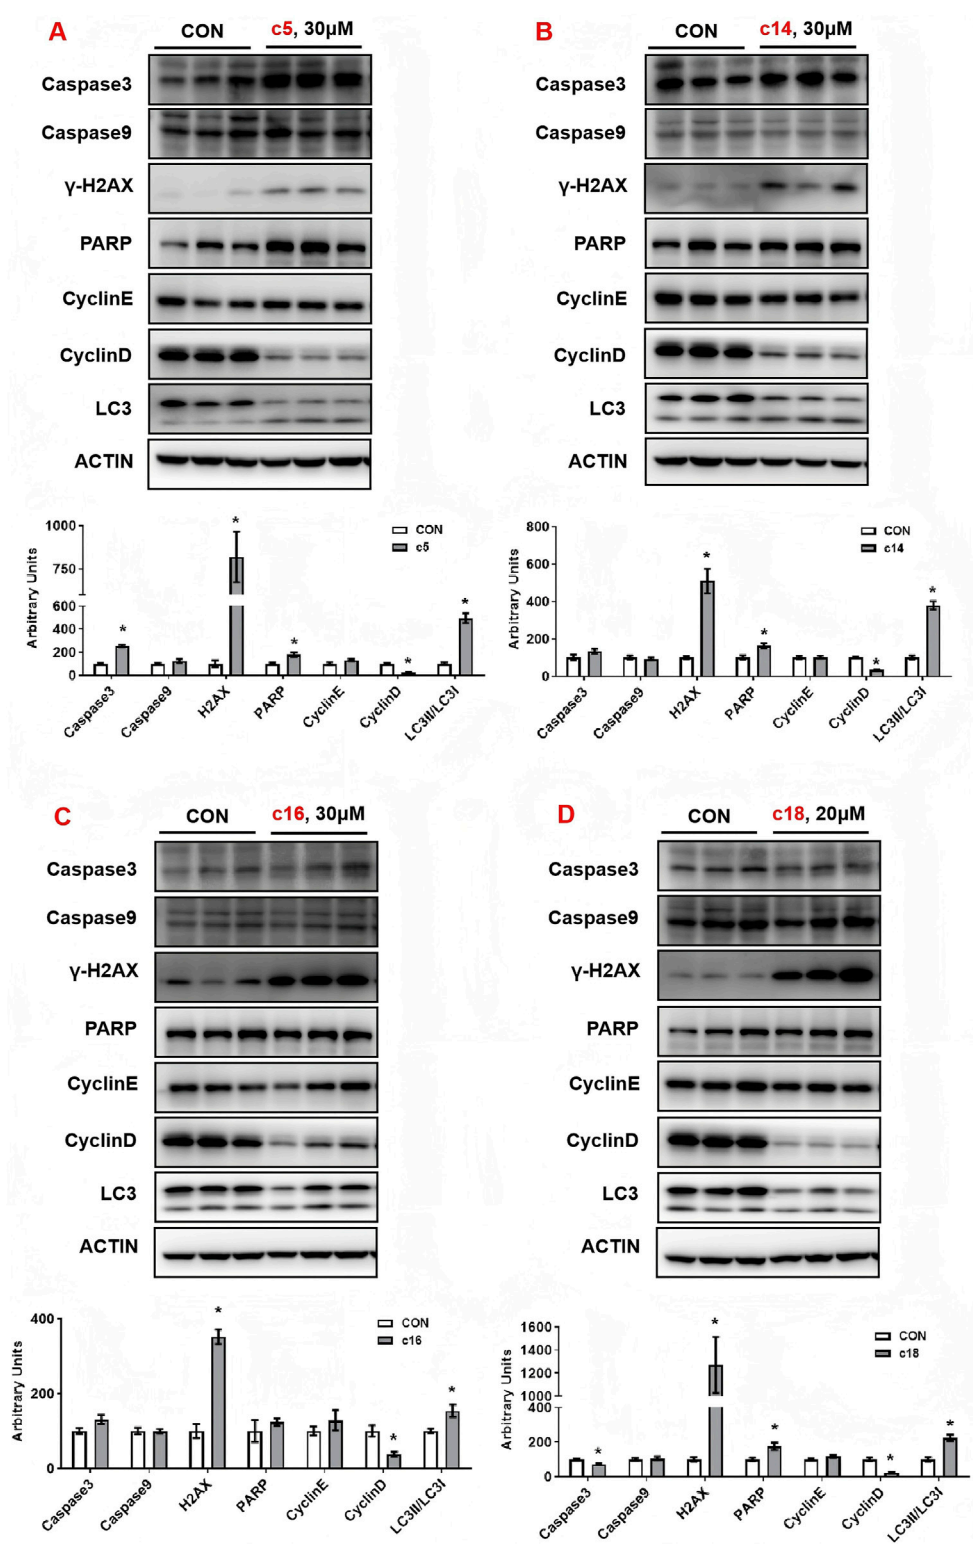 A
CON c5, 30μM
Caspase3
Caspase9
γ-H2AX
PARP
CyclinE
CyclinD
LC3
ACTIN
Arbitrary Units
1000
750
600
400
200
0
*
*
*
*
*
CON
c5
Caspase3 Caspase9 H2AX PARP CyclinE CyclinD LC3II/LC3I
B
CON c14, 30μM
Caspase3
Caspase9
γ-H2AX
PARP
CyclinE
CyclinD
LC3
ACTIN
Arbitrary Units
800
600
400
200
0
*
*
*
*
CON
c14
Caspase3 Caspase9 H2AX PARP CyclinE CyclinD LC3II/LC3I
C
CON c16, 30μM
Caspase3
Caspase9
γ-H2AX
PARP
CyclinE
CyclinD
LC3
ACTIN
Arbitrary Units
400
200
0
*
*
*
CON
c16
Caspase3 Caspase9 H2AX PARP CyclinE CyclinD LC3II/LC3I
D
CON c18, 20μM
Caspase3
Caspase9
γ-H2AX
PARP
CyclinE
CyclinD
LC3
ACTIN
Arbitrary Units
1600
1400
1200
1000
400
200
0
*
*
*
*
*
CON
c18
Caspase3 Caspase9 H2AX PARP CyclinE CyclinD LC3II/LC3I